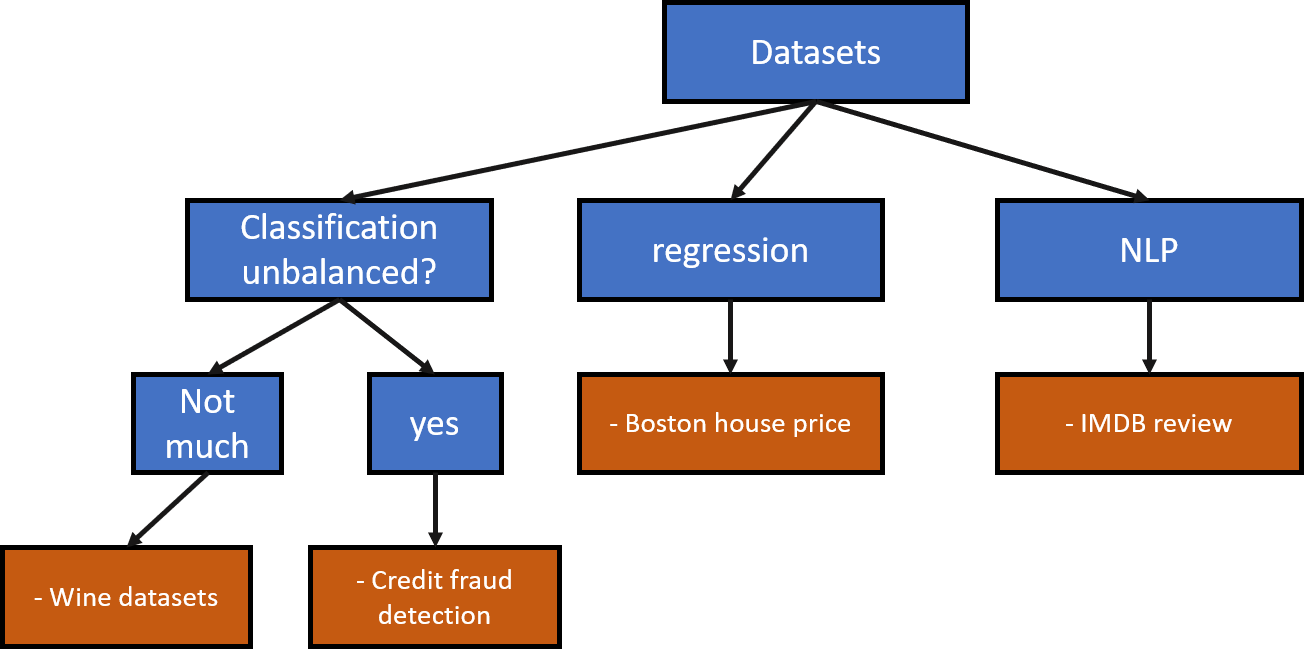 Datasets
Classification
unbalanced?
regression
NLP
Not
much
yes
- Boston house price
- IMDB review
- Wine datasets
- Credit fraud
detection